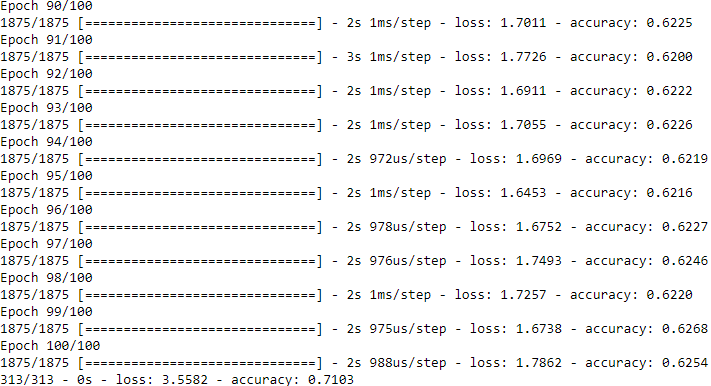 Epoch 90/100
1875/1875 [==============================] - 2s 1ms/step - loss: 1.7011 - accuracy: 0.6225
Epoch 91/100
1875/1875 [==============================] - 3s 1ms/step - loss: 1.7726 - accuracy: 0.6200
Epoch 92/100
1875/1875 [==============================] - 2s 1ms/step - loss: 1.6911 - accuracy: 0.6222
Epoch 93/100
1875/1875 [==============================] - 2s 1ms/step - loss: 1.7055 - accuracy: 0.6226
Epoch 94/100
1875/1875 [==============================] - 2s 972us/step - loss: 1.6969 - accuracy: 0.6219
Epoch 95/100
1875/1875 [==============================] - 2s 1ms/step - loss: 1.6453 - accuracy: 0.6216
Epoch 96/100
1875/1875 [==============================] - 2s 978us/step - loss: 1.6752 - accuracy: 0.6227
Epoch 97/100
1875/1875 [==============================] - 2s 976us/step - loss: 1.7493 - accuracy: 0.6246
Epoch 98/100
1875/1875 [==============================] - 2s 1ms/step - loss: 1.7257 - accuracy: 0.6220
Epoch 99/100
1875/1875 [==============================] - 2s 975us/step - loss: 1.6738 - accuracy: 0.6268
Epoch 100/100
1875/1875 [==============================] - 2s 988us/step - loss: 1.7862 - accuracy: 0.6254
313/313 - 0s - loss: 3.5582 - accuracy: 0.7103